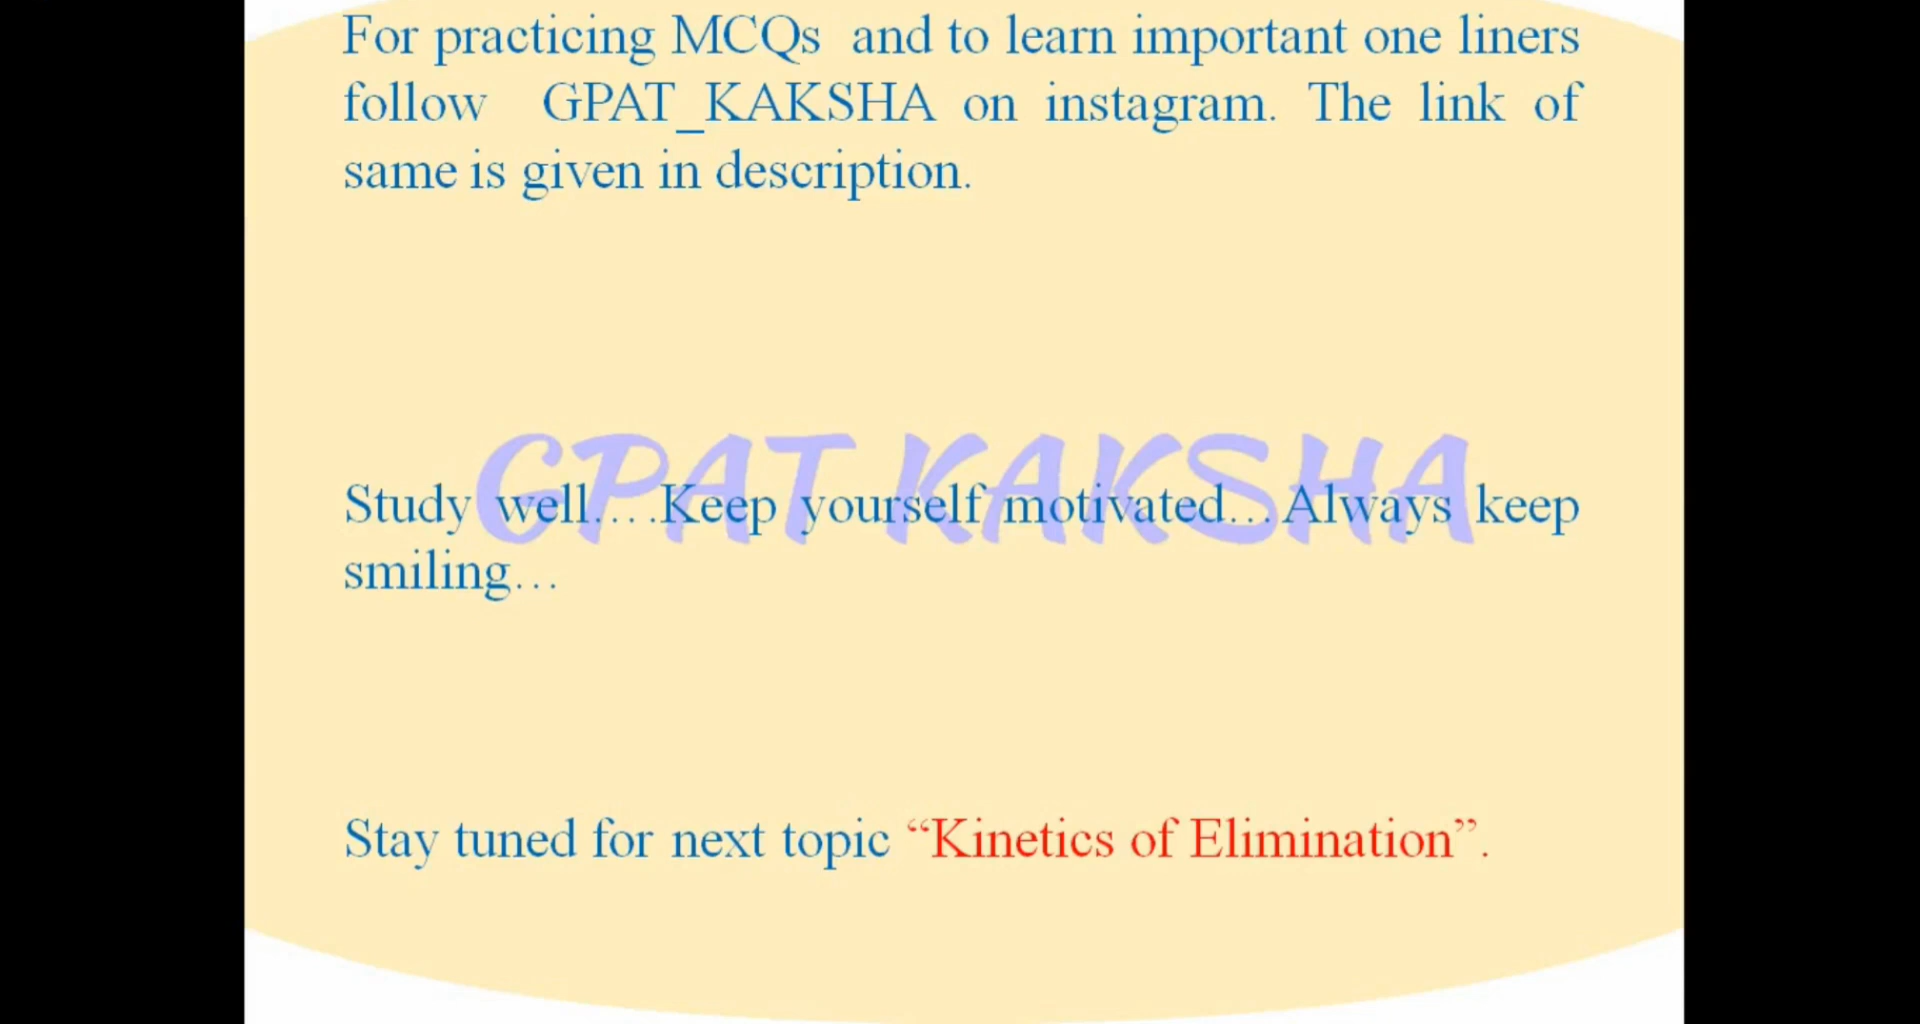 For practicing MCQs and to learn important one liners
follow GPAT_KAKSHA on instagram. The link of
same is given in description.
GPAT KAKSHA
Study well....Keep yourself motivated...Always keep
smiling...
Stay tuned for next topic “Kinetics of Elimination”.